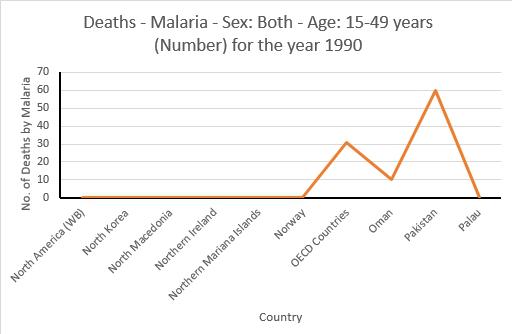 Deaths - Malaria - Sex: Both - Age: 15-49 years
(Number) for the year 1990
No. of Deaths by Malaria
70
60
50
40
30
20
10
0
North America (WB)
North Korea
North Macedonia
Northern Ireland
Northern Mariana Islands
Norway
OECD Countries
Oman
Pakistan
Palau
Country